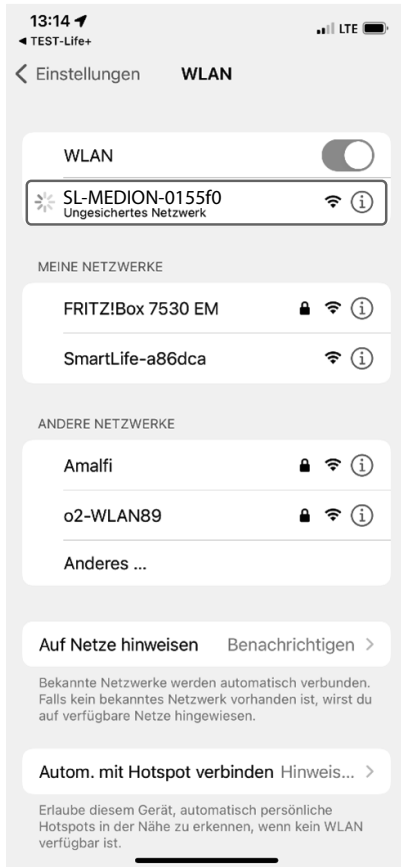 13:14
LTE
◀ TEST-Life+
Einstellungen
WLAN
WLAN
SL-MEDION-0155f0
Ungesichertes Netzwerk
MEINE NETZWERKE
FRITZ!Box 7530 EM
SmartLife-a86dca
ANDERE NETZWERKE
Amalfi
o2-WLAN89
Anderes ...
Auf Netze hinweisen Benachrichtigen
Bekannte Netzwerke werden automatisch verbunden.
Falls kein bekanntes Netzwerk vorhanden ist, wirst du
auf verfügbare Netze hingewiesen.
Autom. mit Hotspot verbinden Hinweis...
Erlaube diesem Gerät, automatisch persönliche
Hotspots in der Nähe zu erkennen, wenn kein WLAN
verfügbar ist.